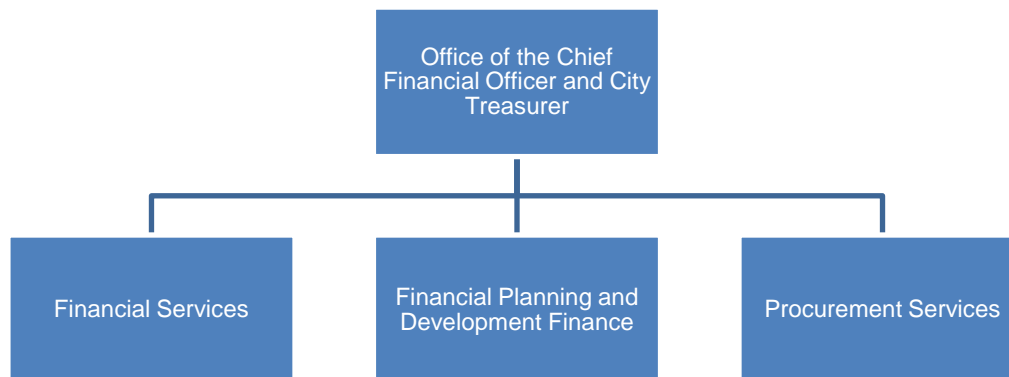 Office of the Chief
Financial Officer and City
Treasurer
Financial Services
Financial Planning and
Development Finance
Procurement Services